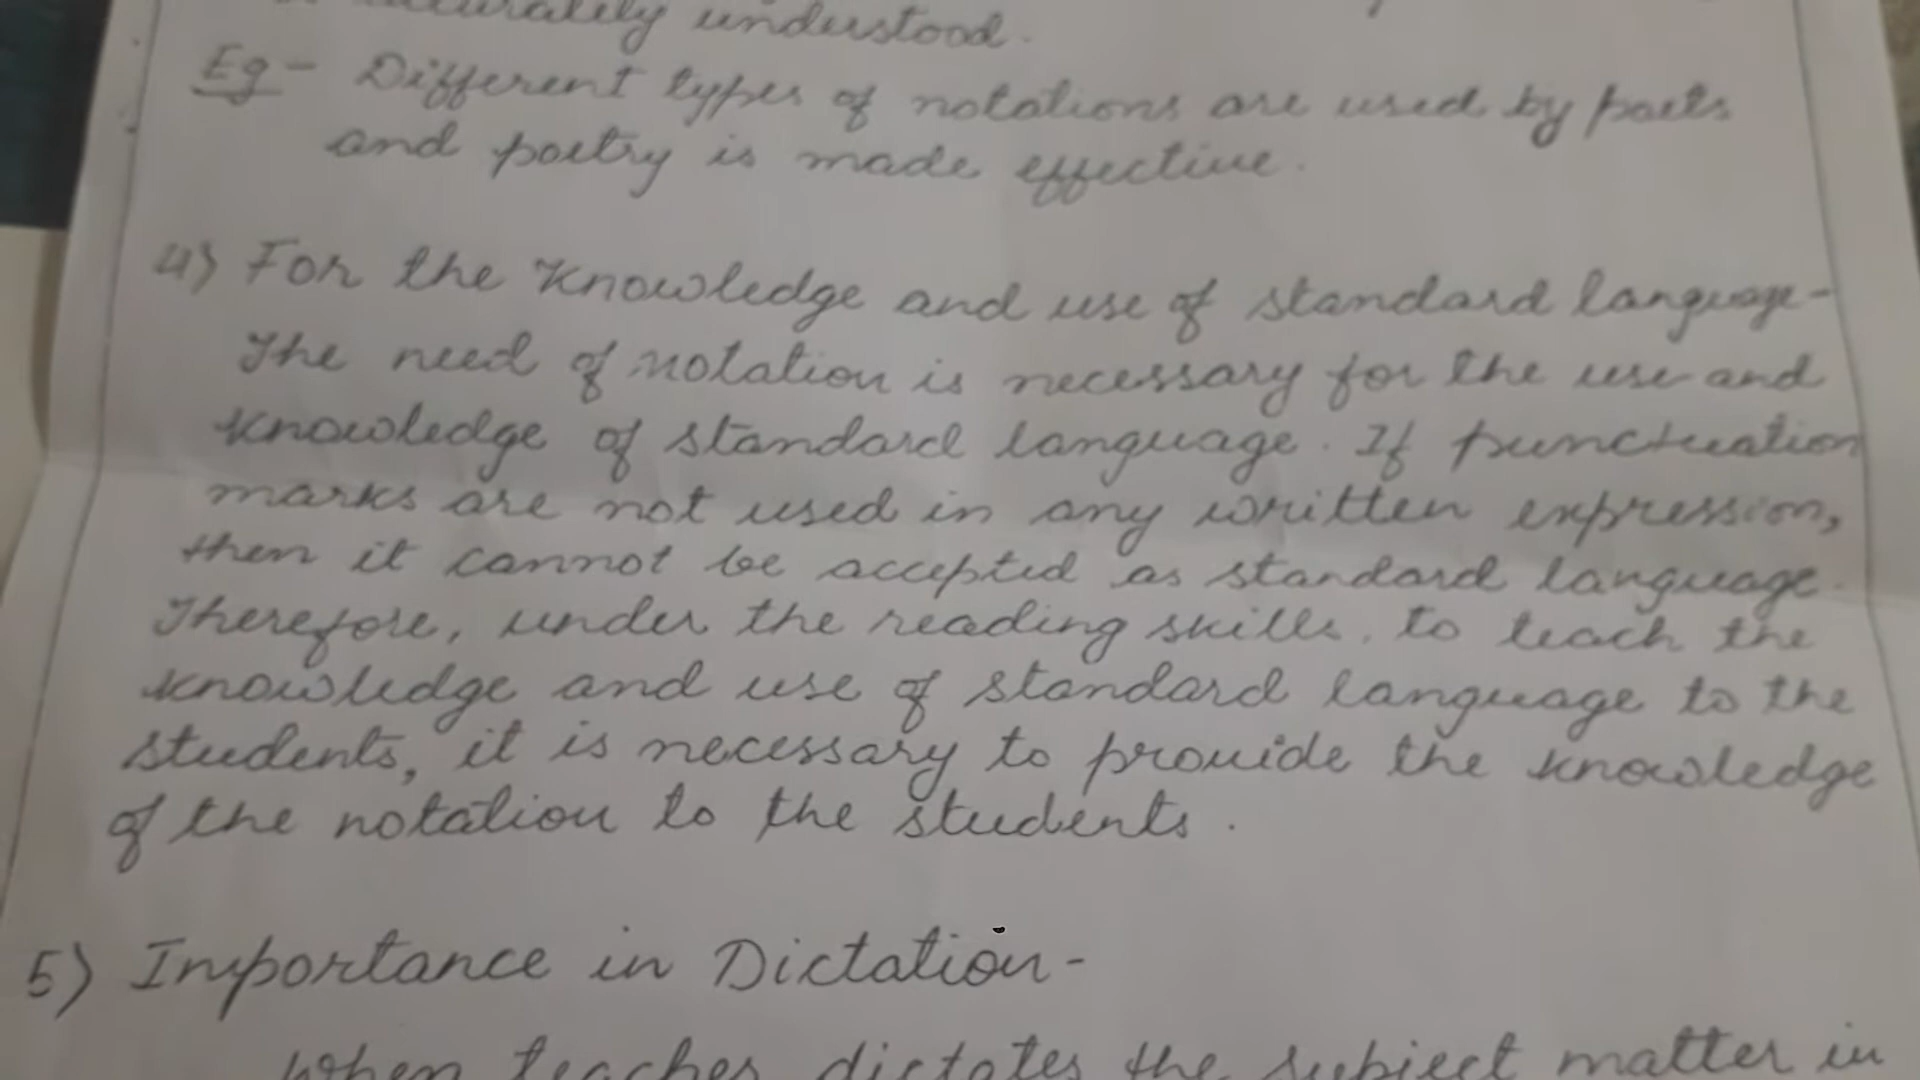 accurately understood.
Eg- Different types of notations are used by poets
and poetry is made effective.
4) For the Knowledge and use of standard language-
The need of notation is necessary for the use and
knowledge of standard language. If punctuation
marks are not used in any written expression,
then it cannot be accepted as standard language.
Therefore, under the reading skills, to teach the
knowledge and use of standard language to the
students, it is necessary to provide the knowledge
of the notation to the students.
5) Importance in Dictation-
When teacher dictates the subject matter in